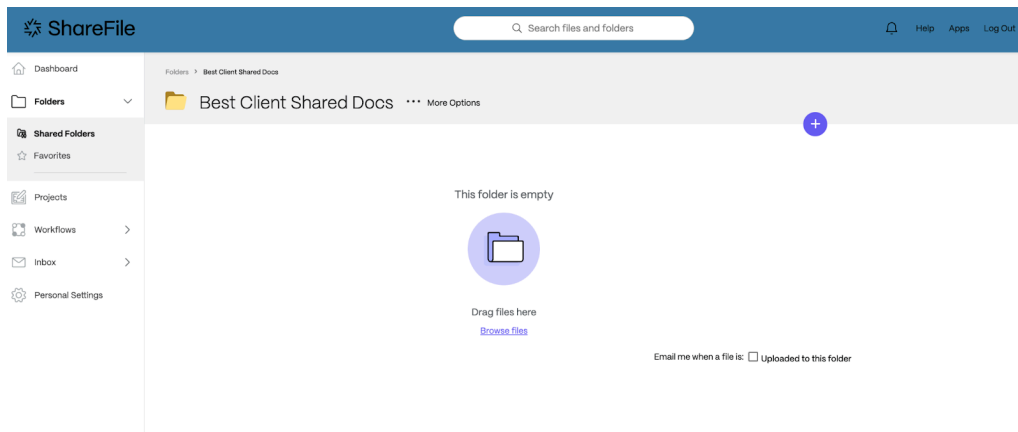 ShareFile
Search files and folders
Help Apps Log Out
Dashboard
Folders
Shared Folders
Favorites
Projects
Workflows
Inbox
Personal Settings
Folders > Best Client Shared Docs
Best Client Shared Docs ··· More Options
+
This folder is empty
Drag files here
Browse files
Email me when a file is: Uploaded to this folder